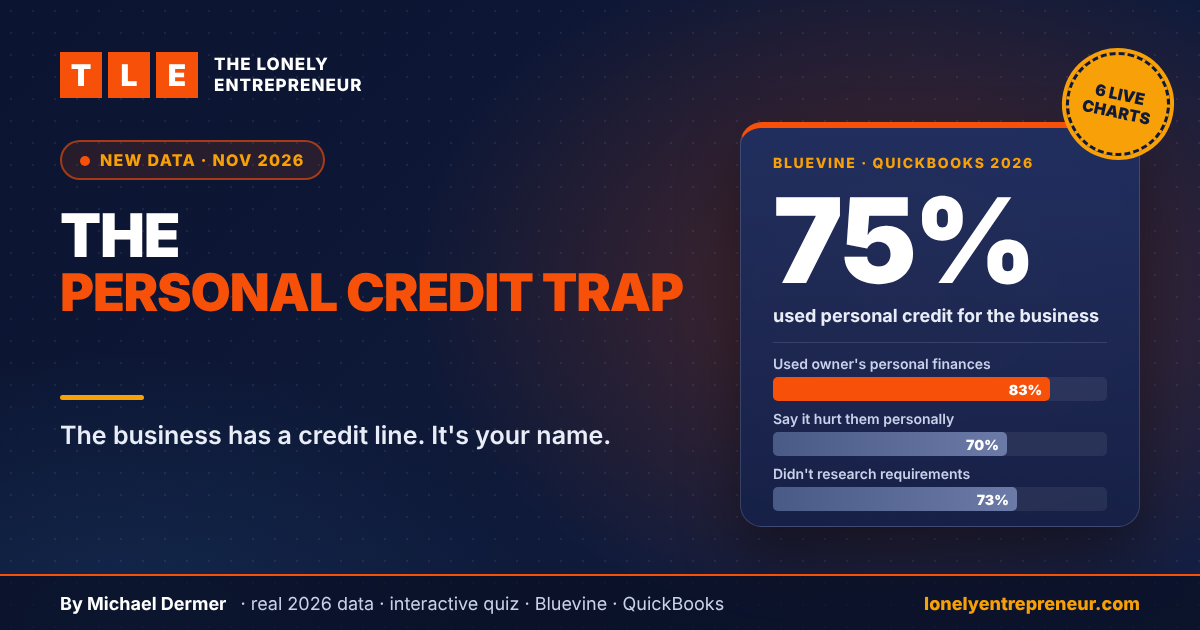 T L E
THE LONELY
ENTREPRENEUR
NEW DATA · NOV 2026
THE
PERSONAL CREDIT TRAP
The business has a credit line. It's your name.
6 LIVE
CHARTS
BLUEVINE · QUICKBOOKS 2026
75%
used personal credit for the business
Used owner's personal finances
83%
Say it hurt them personally
70%
Didn't research requirements
73%
By Michael Dermer · real 2026 data · interactive quiz · Bluevine · QuickBooks
lonelyentrepreneur.com